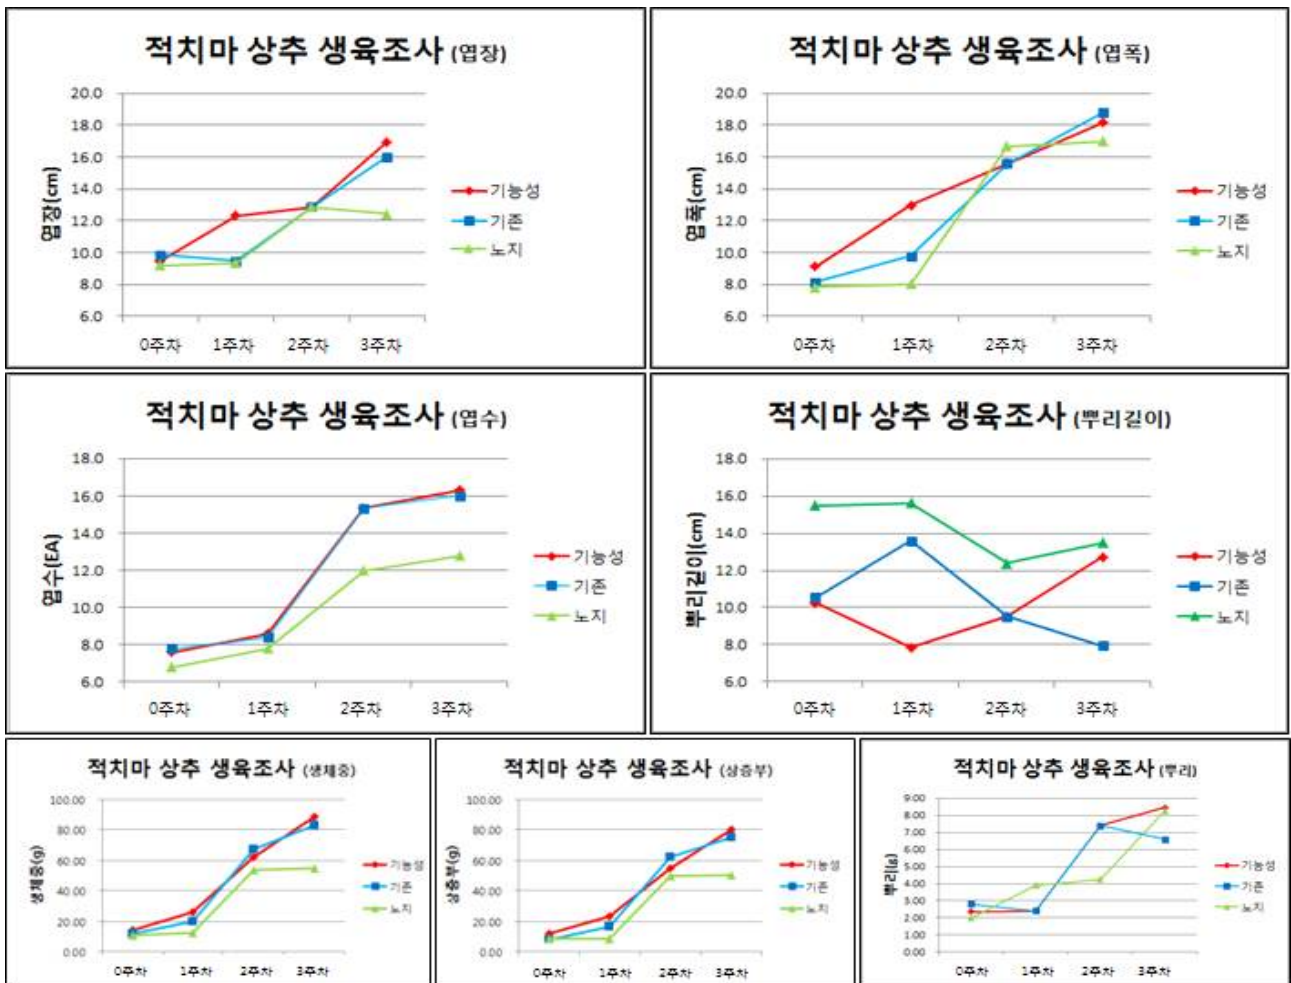 적치마 상추 생육조사 (엽장)
20.0
18.0
16.0
14.0
12.0
10.0
8.0
6.0
엽장(cm)
0주차 1주차 2주차 3주차
기능성
기존
노지
적치마 상추 생육조사 (엽폭)
20.0
18.0
16.0
14.0
12.0
10.0
8.0
6.0
엽폭(cm)
0주차 1주차 2주차 3주차
기능성
기존
노지
적치마 상추 생육조사 (엽수)
18.0
16.0
14.0
12.0
10.0
8.0
6.0
엽수(EA)
0주차 1주차 2주차 3주차
기능성
기존
노지
적치마 상추 생육조사 (뿌리길이)
18.0
16.0
14.0
12.0
10.0
8.0
6.0
뿌리길이(cm)
0주차 1주차 2주차 3주차
기능성
기존
노지
적치마 상추 생육조사 (생체중)
100.00
80.00
60.00
40.00
20.00
0.00
생체중(g)
0주차 1주차 2주차 3주차
기능성
기존
노지
적치마 상추 생육조사 (상층부)
100.00
80.00
60.00
40.00
20.00
0.00
상층부(g)
0주차 1주차 2주차 3주차
기능성
기존
노지
적치마 상추 생육조사 (뿌리)
9.00
8.00
7.00
6.00
5.00
4.00
3.00
2.00
1.00
0.00
뿌리(g)
0주차 1주차 2주차 3주차
기능성
기존
노지